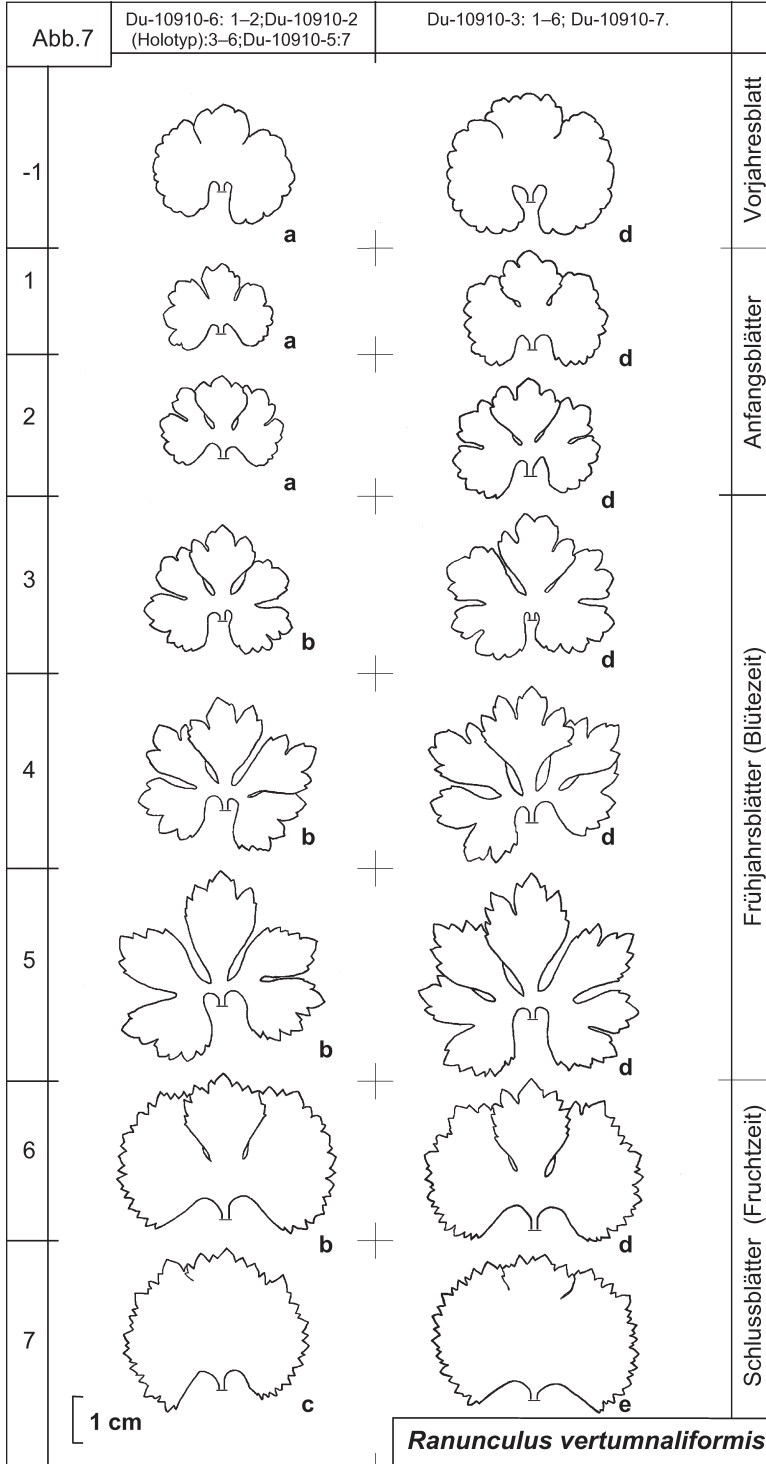 Abb.7
Du-10910-6: 1–2;Du-10910-2
(Holotyp):3–6;Du-10910-5:7
Du-10910-3: 1–6; Du-10910-7.
-1
a
d
Vorjahresblatt
1
a
d
2
a
d
Anfangsblätter
3
b
d
4
b
d
5
b
d
Frühjahrsblätter (Blütezeit)
6
b
d
7
c
e
Schlussblätter (Fruchtzeit)
1 cm
Ranunculus vertumnaliformis